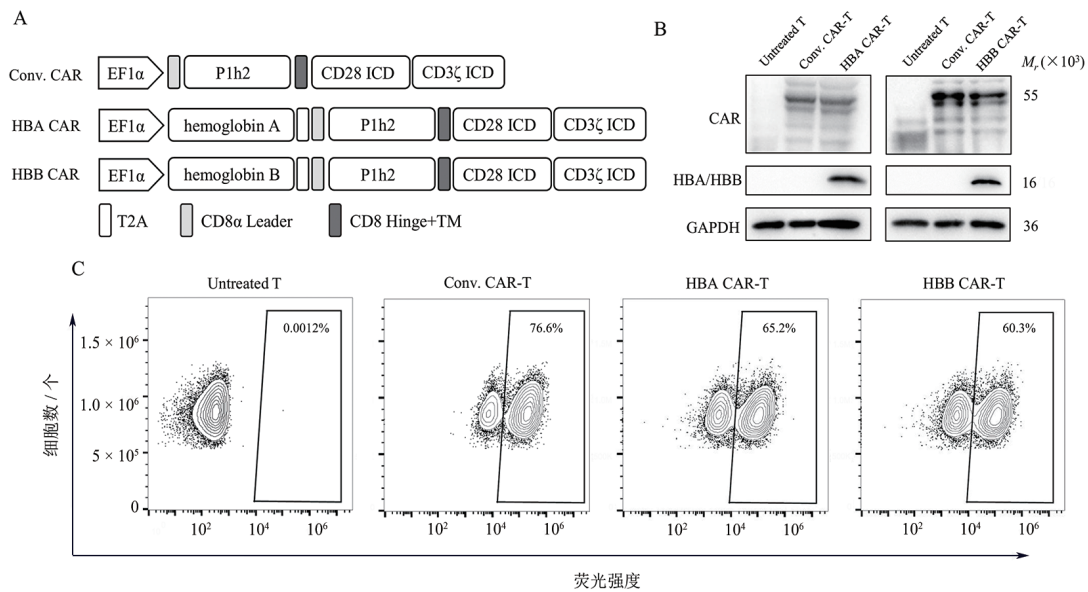 A
Conv. CAR
EF1α
P1h2
CD28 ICD
CD3ζ ICD
HBA CAR
EF1α
hemoglobin A
P1h2
CD28 ICD
CD3ζ ICD
HBB CAR
EF1α
hemoglobin B
P1h2
CD28 ICD
CD3ζ ICD
T2A
CD8α Leader
CD8 Hinge+TM
B
Untreated T
Conv. CAR-T
HBA CAR-T
Untreated T
Conv. CAR-T
HBB CAR-T
Mr (×10³)
CAR
55
HBA/HBB
16
GAPDH
36
C
Untreated T
Conv. CAR-T
HBA CAR-T
HBB CAR-T
0.0012%
76.6%
65.2%
60.3%
细胞数 / 个
1.5 × 10⁶
1.0 × 10⁶
5 × 10⁵
0
10² 10⁴ 10⁶
10² 10⁴ 10⁶
10² 10⁴ 10⁶
10² 10⁴ 10⁶
荧光强度